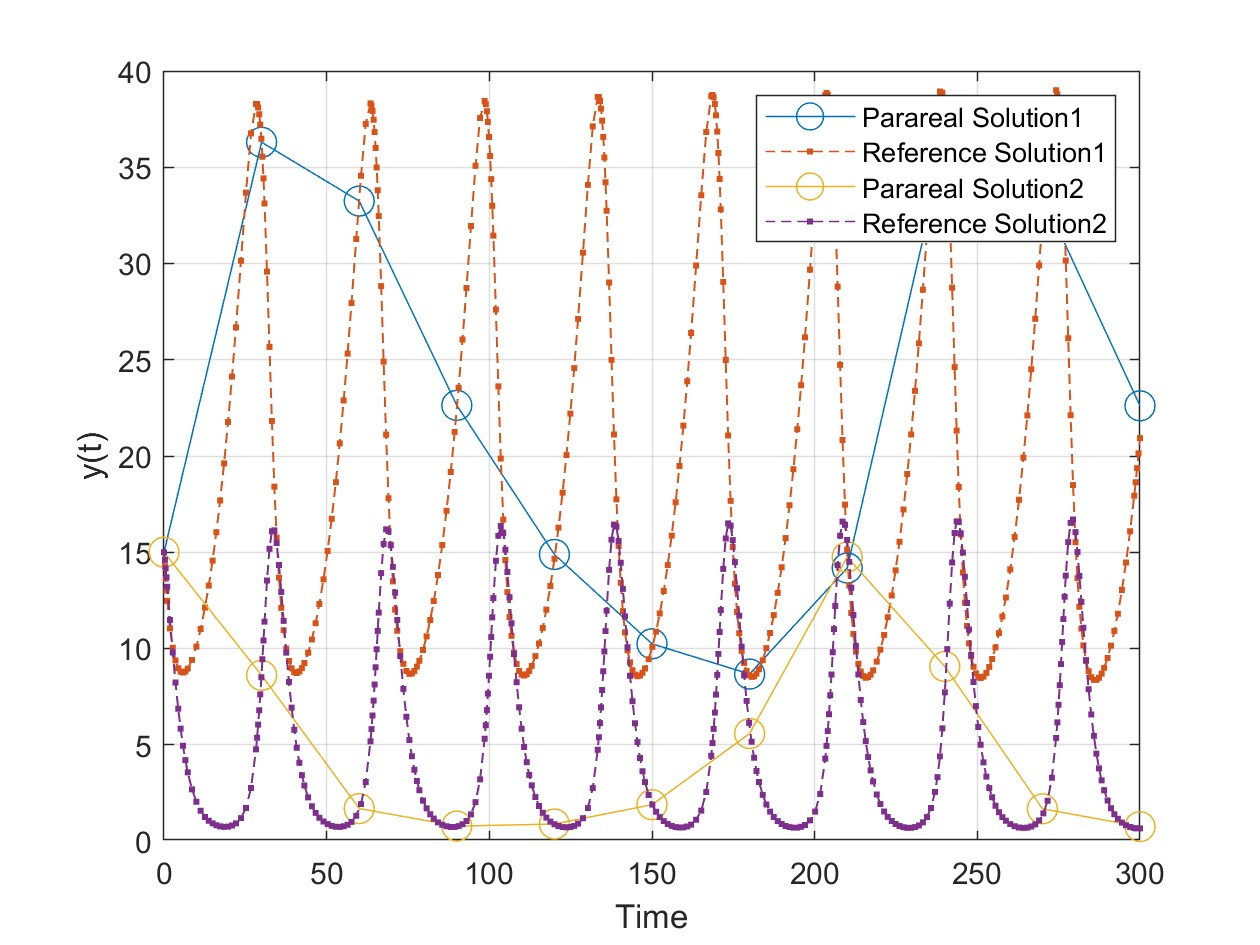 40
35
30
25
20
15
10
5
0
y(t)
Parareal Solution1
Reference Solution1
Parareal Solution2
Reference Solution2
0 50 100 150 200 250 300
Time